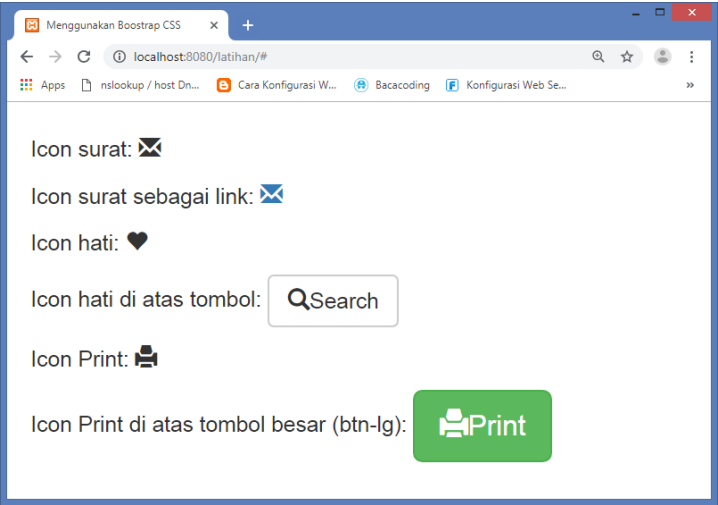 Menggunakan Boostrap CSS
localhost:8080/latihan/#
Apps nslookup / host Dn... Cara Konfigurasi W... Bacacoding Konfigurasi Web Se... »
Icon surat:
Icon surat sebagai link:
Icon hati:
Icon hati di atas tombol: Search
Icon Print:
Icon Print di atas tombol besar (btn-lg): Print